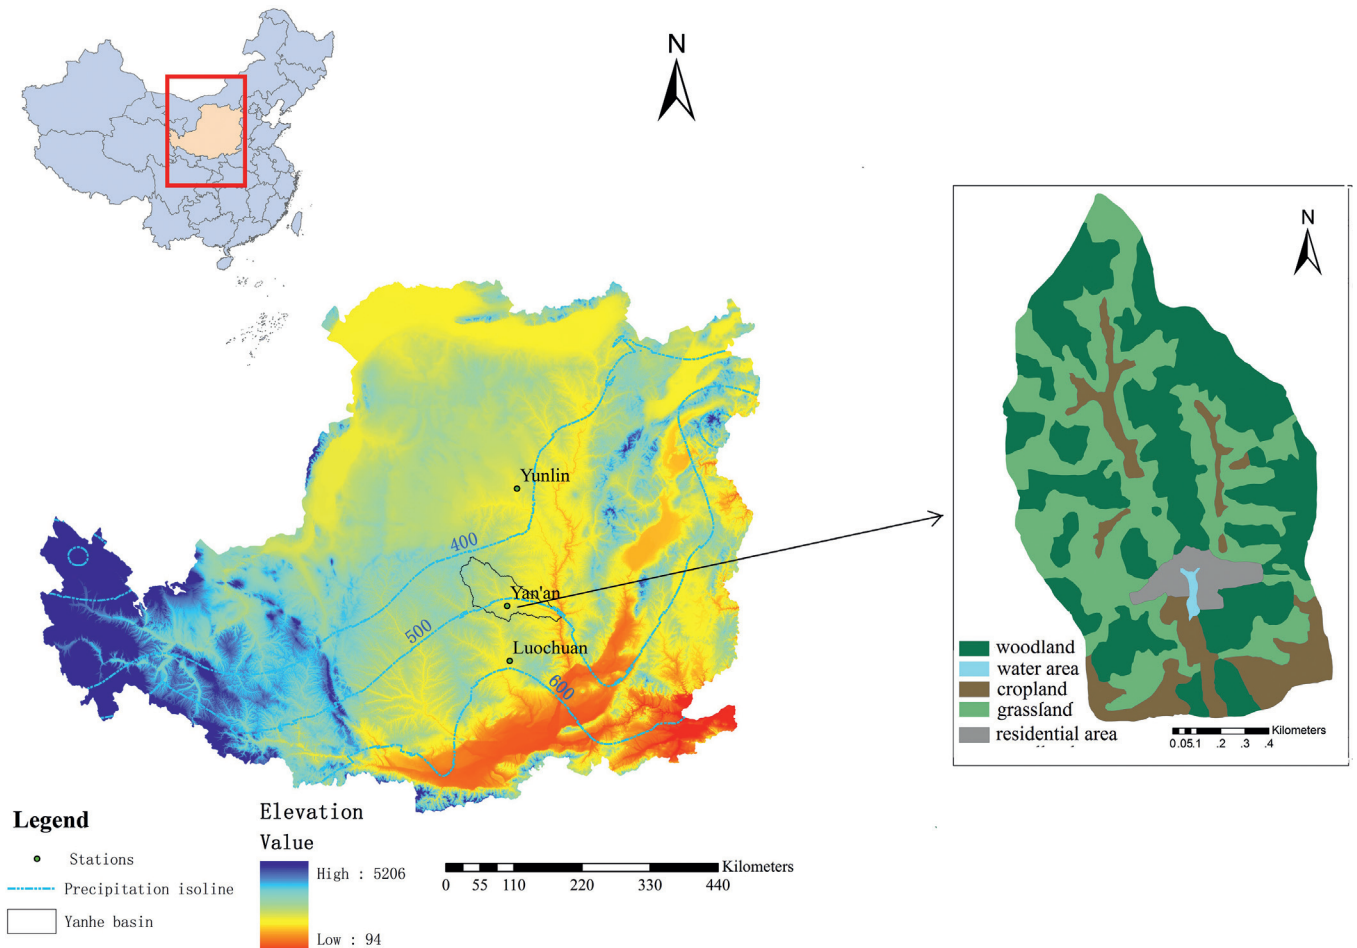 N
N
Yunlin
400
Yan'an
500
Luochuan
600
woodland
water area
cropland
grassland
residential area
Kilometers
0.05.1 .2 .3 .4
Legend
Stations
Precipitation isoline
Yanhe basin
Elevation
Value
High : 5206
Low : 94
Kilometers
0 55 110 220 330 440